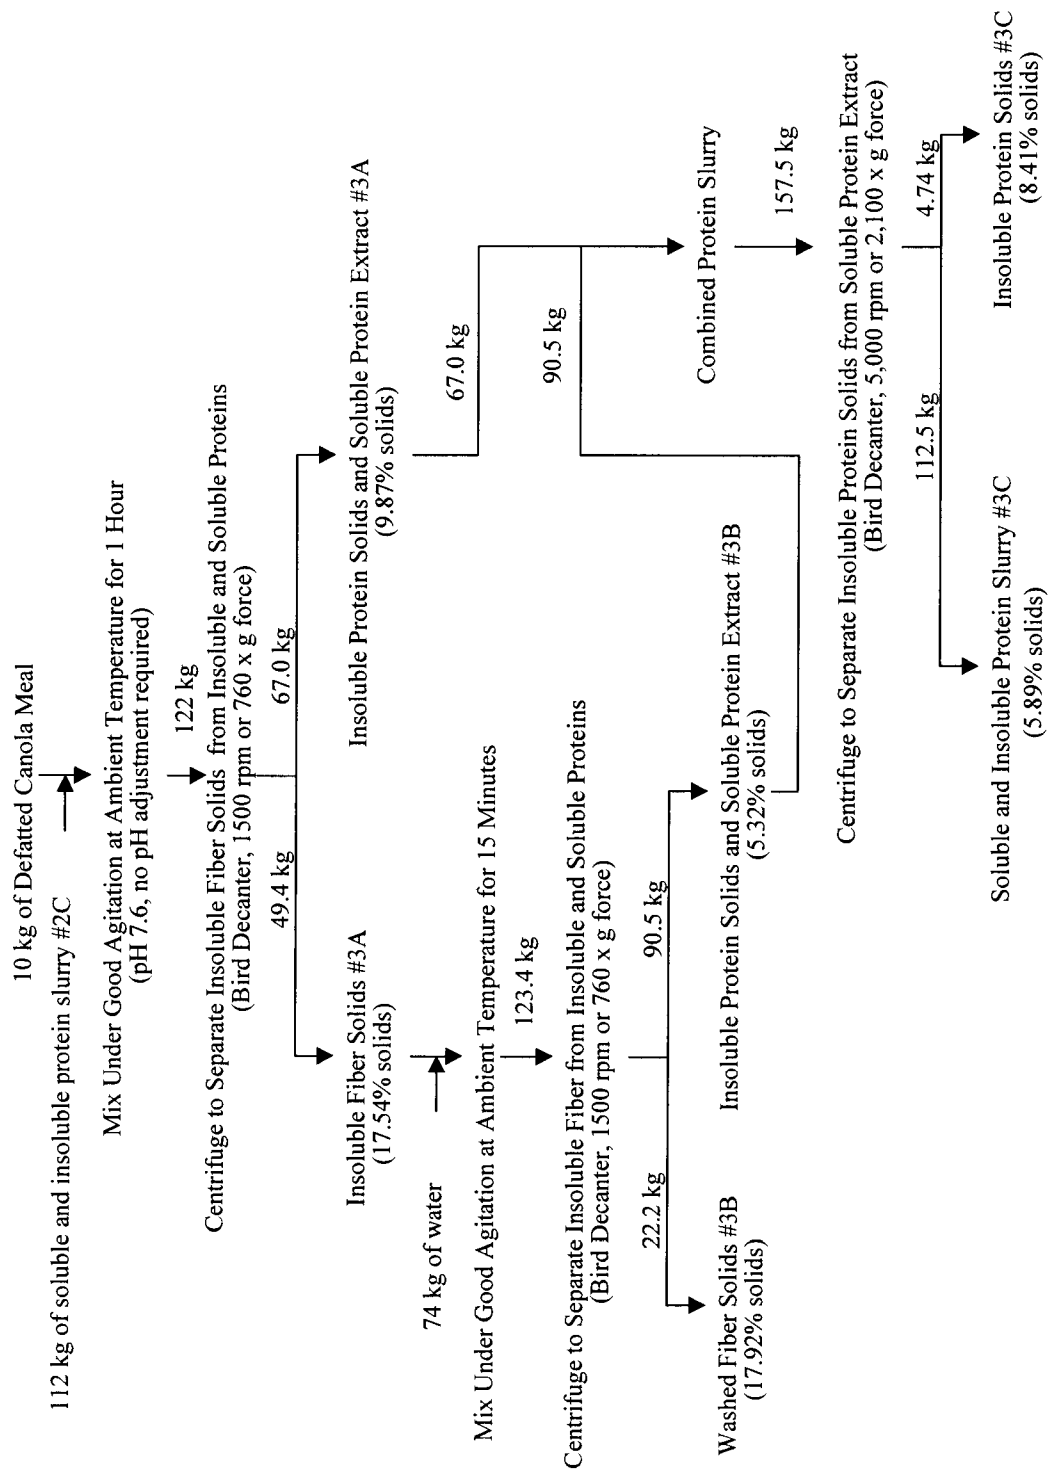 10 kg of Defatted Canola Meal
112 kg of soluble and insoluble protein slurry #2C
Mix Under Good Agitation at Ambient Temperature for 1 Hour
(pH 7.6, no pH adjustment required)
122 kg
Centrifuge to Separate Insoluble Fiber Solids from Insoluble and Soluble Proteins
(Bird Decanter, 1500 rpm or 760 x g force)
49.4 kg
67.0 kg
Insoluble Fiber Solids #3A
(17.54% solids)
Insoluble Protein Solids and Soluble Protein Extract #3A
(9.87% solids)
74 kg of water
67.0 kg
Mix Under Good Agitation at Ambient Temperature for 15 Minutes
123.4 kg
90.5 kg
Centrifuge to Separate Insoluble Fiber from Insoluble and Soluble Proteins
(Bird Decanter, 1500 rpm or 760 x g force)
22.2 kg
90.5 kg
Washed Fiber Solids #3B
(17.92% solids)
Insoluble Protein Solids and Soluble Protein Extract #3B
(5.32% solids)
Combined Protein Slurry
157.5 kg
Centrifuge to Separate Insoluble Protein Solids from Soluble Protein Extract
(Bird Decanter, 5,000 rpm or 2,100 x g force)
112.5 kg
4.74 kg
Soluble and Insoluble Protein Slurry #3C
(5.89% solids)
Insoluble Protein Solids #3C
(8.41% solids)